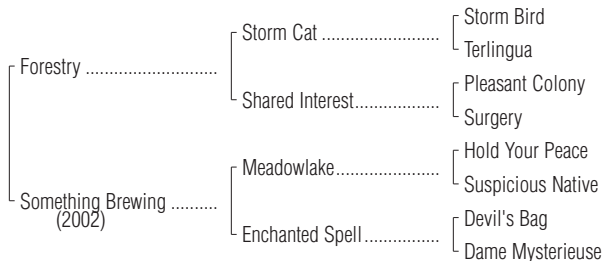 Storm Bird
Storm Cat ........................
Terlingua
Forestry ...........................
Pleasant Colony
Shared Interest.................
Surgery
Hold Your Peace
Meadowlake.....................
Suspicious Native
Something Brewing ..........
(2002)
Devil's Bag
Enchanted Spell...............
Dame Mysterieuse